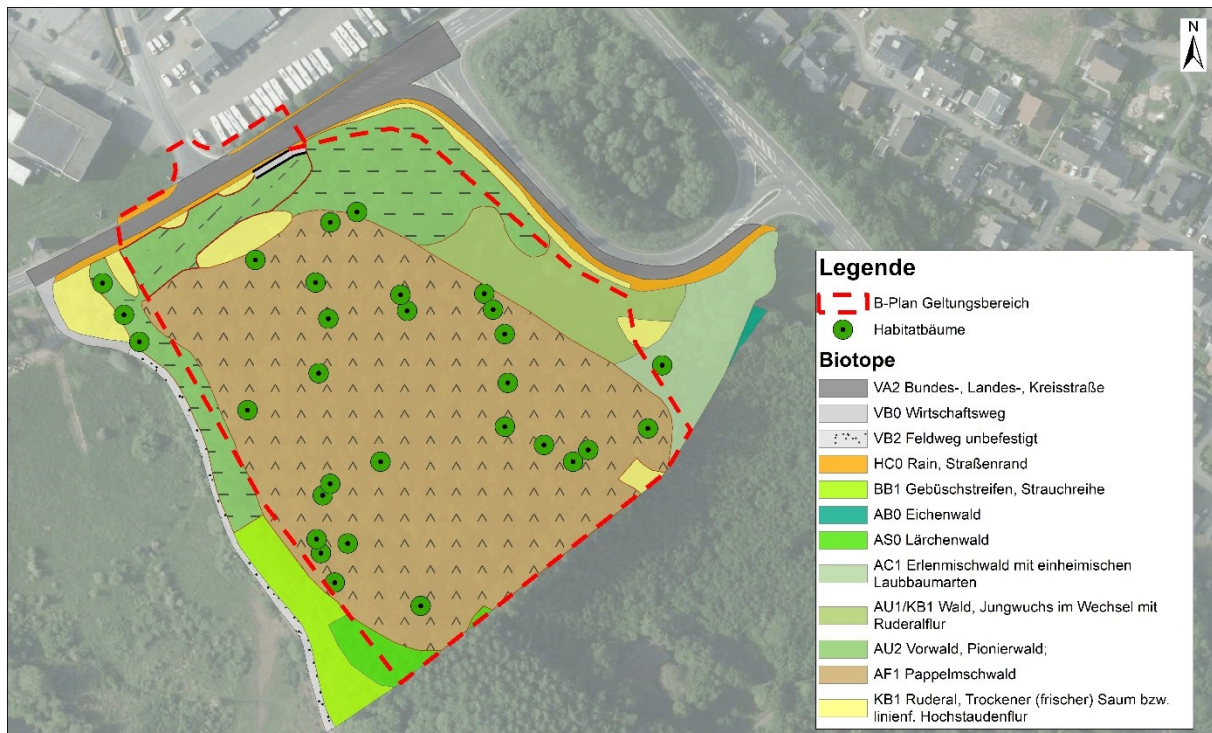 N
Legende
B-Plan Geltungsbereich
Habitatbäume
Biotope
VA2 Bundes-, Landes-, Kreisstraße
VB0 Wirtschaftsweg
VB2 Feldweg unbefestigt
HC0 Rain, Straßenrand
BB1 Gebüschstreifen, Strauchreihe
AB0 Eichenwald
AS0 Lärchenwald
AC1 Erlenmischwald mit einheimischen
Laubbaumarten
AU1/KB1 Wald, Jungwuchs im Wechsel mit
Ruderalflur
AU2 Vorwald, Pionierwald;
AF1 Pappelmschwald
KB1 Ruderal, Trockener (frischer) Saum bzw.
linienf. Hochstaudenflur